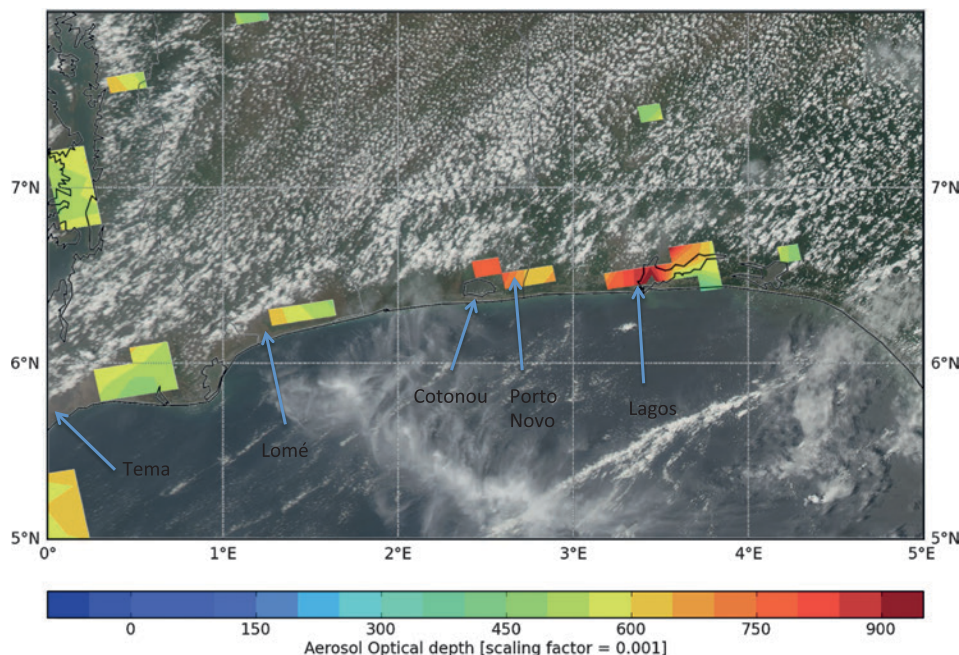 7°N
7°N
6°N
6°N
Cotonou
Porto
Novo
Lagos
Lomé
Tema
5°N
5°N
0°
1°E
2°E
3°E
4°E
5°E
0
150
300
450
600
750
900
Aerosol Optical depth [scaling factor = 0.001]